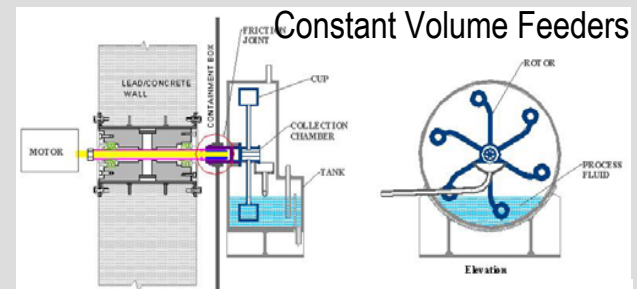 Constant Volume Feeders
FRICTION
JOINT
CONTAINMENT BOX
LEAD/CONCRETE
WALL
MOTOR
CUP
COLLECTION
CHAMBER
TANK
ROTOR
PROCESS
FLUID
Elevation